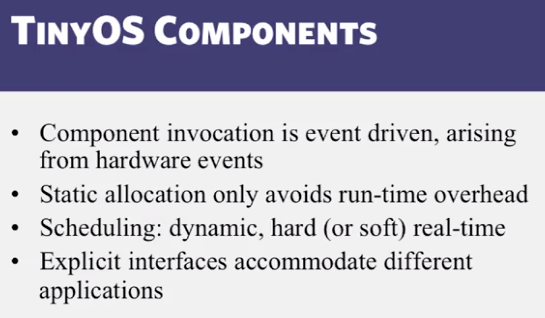 TINYOS COMPONENTS
• Component invocation is event driven, arising
from hardware events
• Static allocation only avoids run-time overhead
• Scheduling: dynamic, hard (or soft) real-time
• Explicit interfaces accommodate different
applications